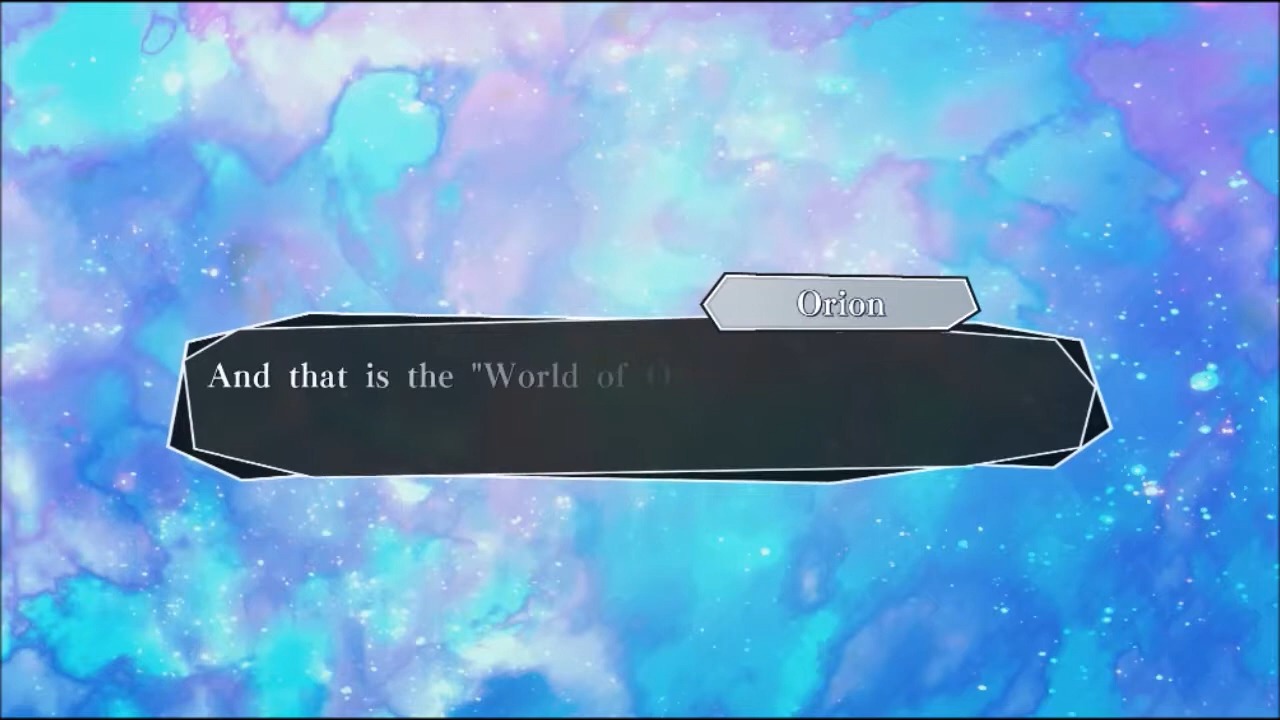 Orion
And that is the "World of